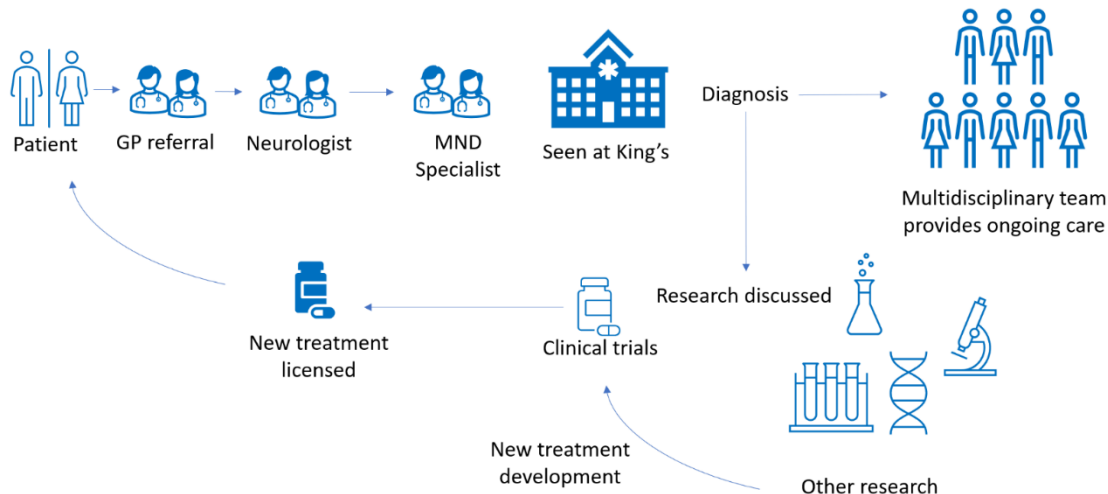 Patient
GP referral
Neurologist
MND
Specialist
Seen at King's
Diagnosis
Multidisciplinary team
provides ongoing care
Research discussed
Clinical trials
New treatment
licensed
New treatment
development
Other research